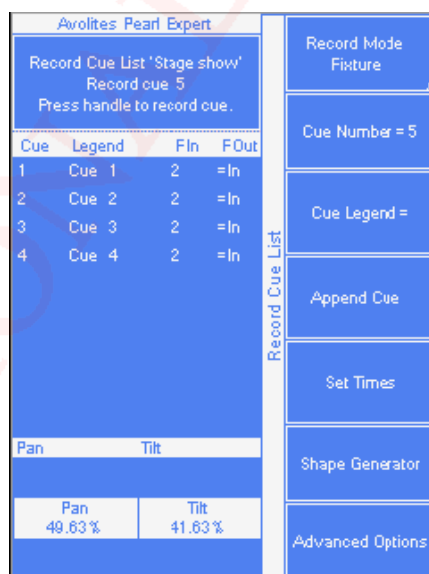 Avolites Pearl Expert
Record Cue List 'Stage show'
Record cue 5
Press handle to record cue.
Cue Legend FIn FOut
1 Cue 1 2 =In
2 Cue 2 2 =In
3 Cue 3 2 =In
4 Cue 4 2 =In
Pan Tilt
Pan Tilt
49.63% 41.63%
Record Cue List
Record Mode
Fixture
Cue Number = 5
Cue Legend =
Append Cue
Set Times
Shape Generator
Advanced Options